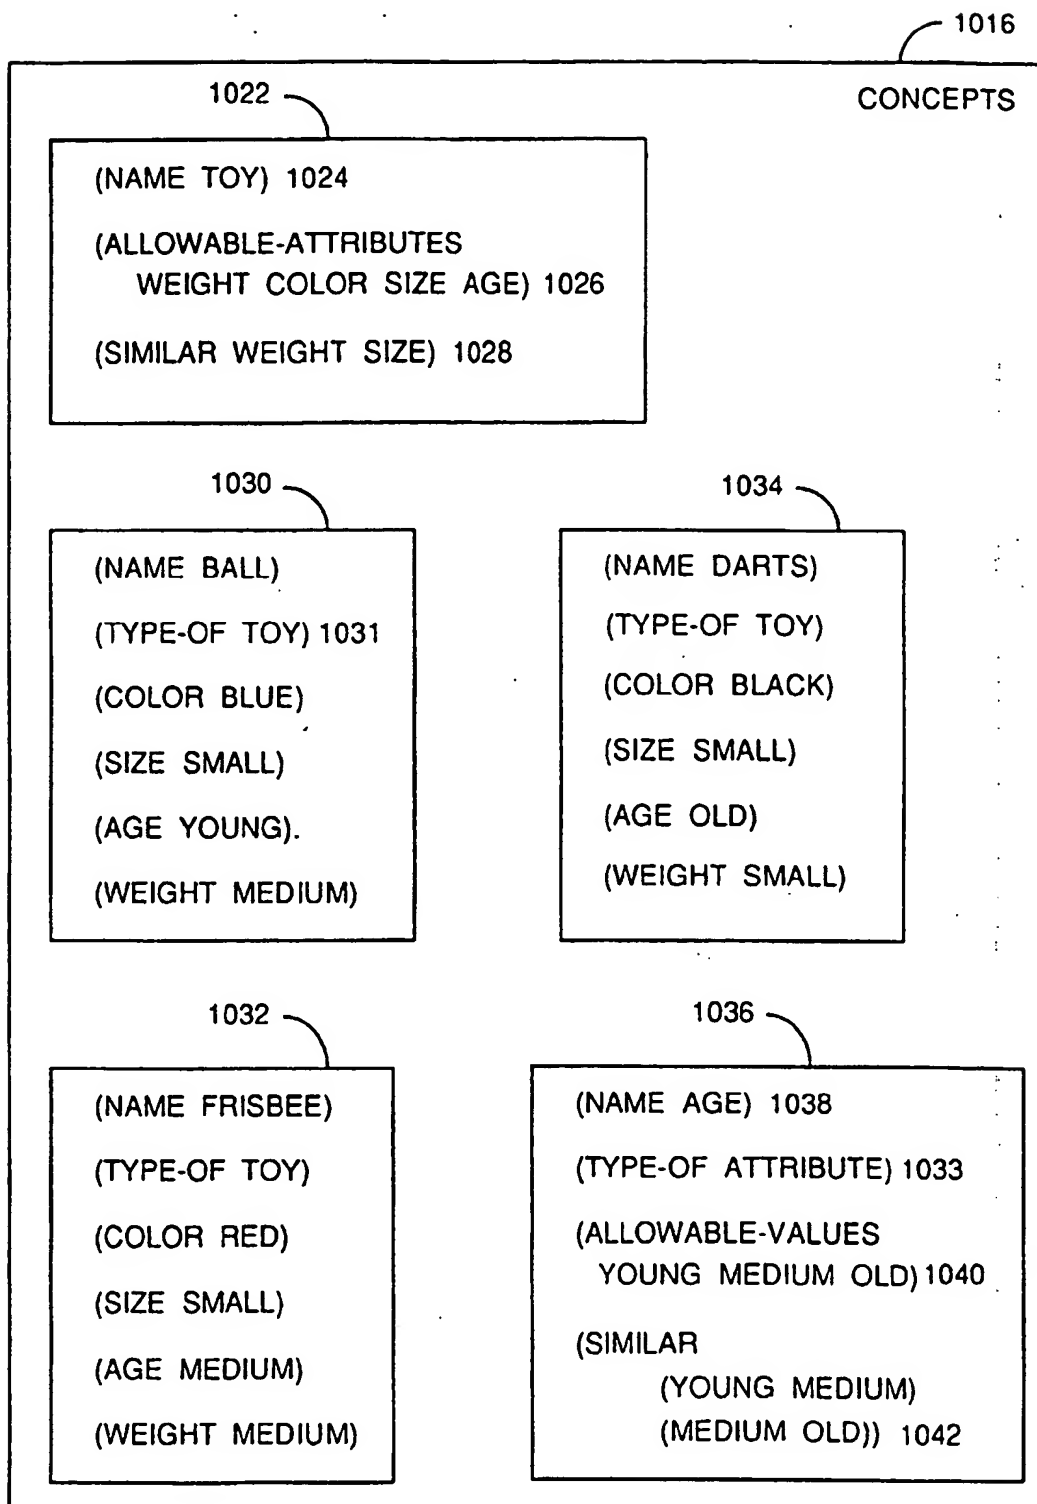 1016
CONCEPTS
1022
(NAME TOY) 1024
(ALLOWABLE-ATTRIBUTES
WEIGHT COLOR SIZE AGE) 1026
(SIMILAR WEIGHT SIZE) 1028
1030
(NAME BALL)
(TYPE-OF TOY) 1031
(COLOR BLUE)
(SIZE SMALL)
(AGE YOUNG).
(WEIGHT MEDIUM)
1034
(NAME DARTS)
(TYPE-OF TOY)
(COLOR BLACK)
(SIZE SMALL)
(AGE OLD)
(WEIGHT SMALL)
1032
(NAME FRISBEE)
(TYPE-OF TOY)
(COLOR RED)
(SIZE SMALL)
(AGE MEDIUM)
(WEIGHT MEDIUM)
1036
(NAME AGE) 1038
(TYPE-OF ATTRIBUTE) 1033
(ALLOWABLE-VALUES
YOUNG MEDIUM OLD) 1040
(SIMILAR
(YOUNG MEDIUM)
(MEDIUM OLD)) 1042